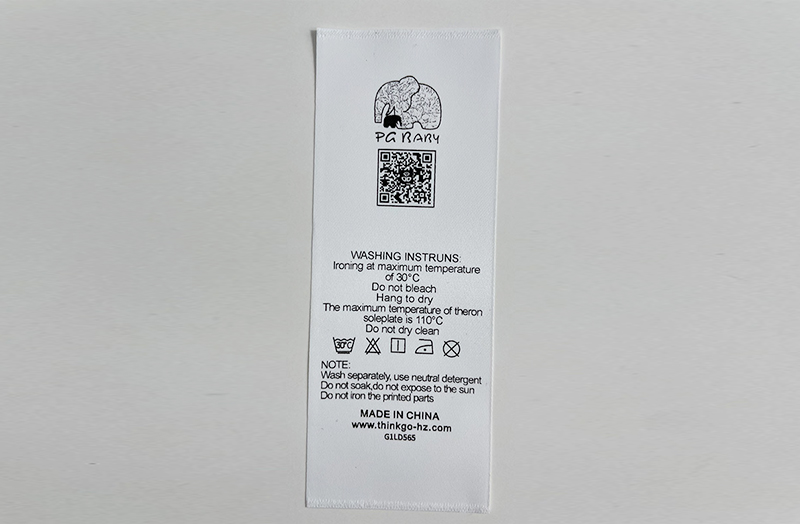 PG BABY
WASHING INSTRUNS:
Ironing at maximum temperature
of 30°C
Do not bleach
Hang to dry
The maximum temperature of theron
soleplate is 110°C
Do not dry clean
30°C
NOTE:
Wash separately, use neutral detergent
Do not soak,do not expose to the sun
Do not iron the printed parts
MADE IN CHINA
www.thinkgo-hz.com
G1LD565